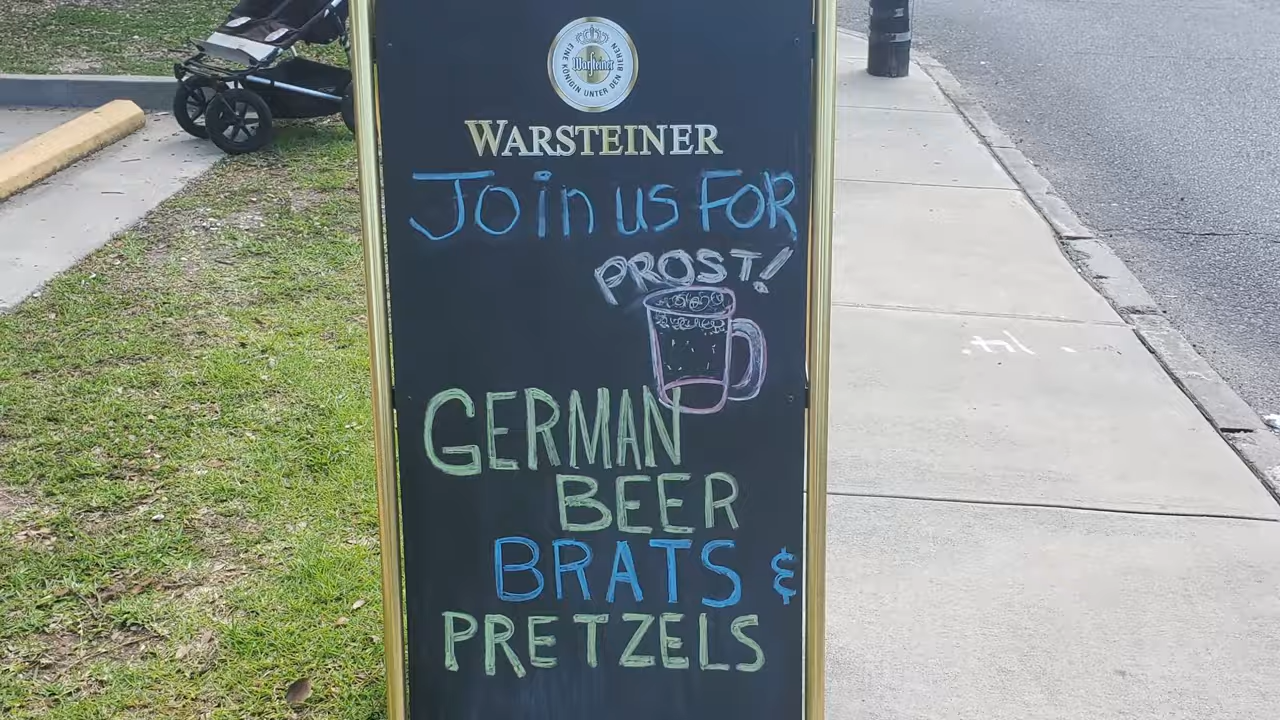 EINE KÖNIGIN UNTER DEN BIEREN
Warsteiner
WARSTEINER
Join us FOR
PROST!
GERMAN
BEER
BRATS &
PRETZELS